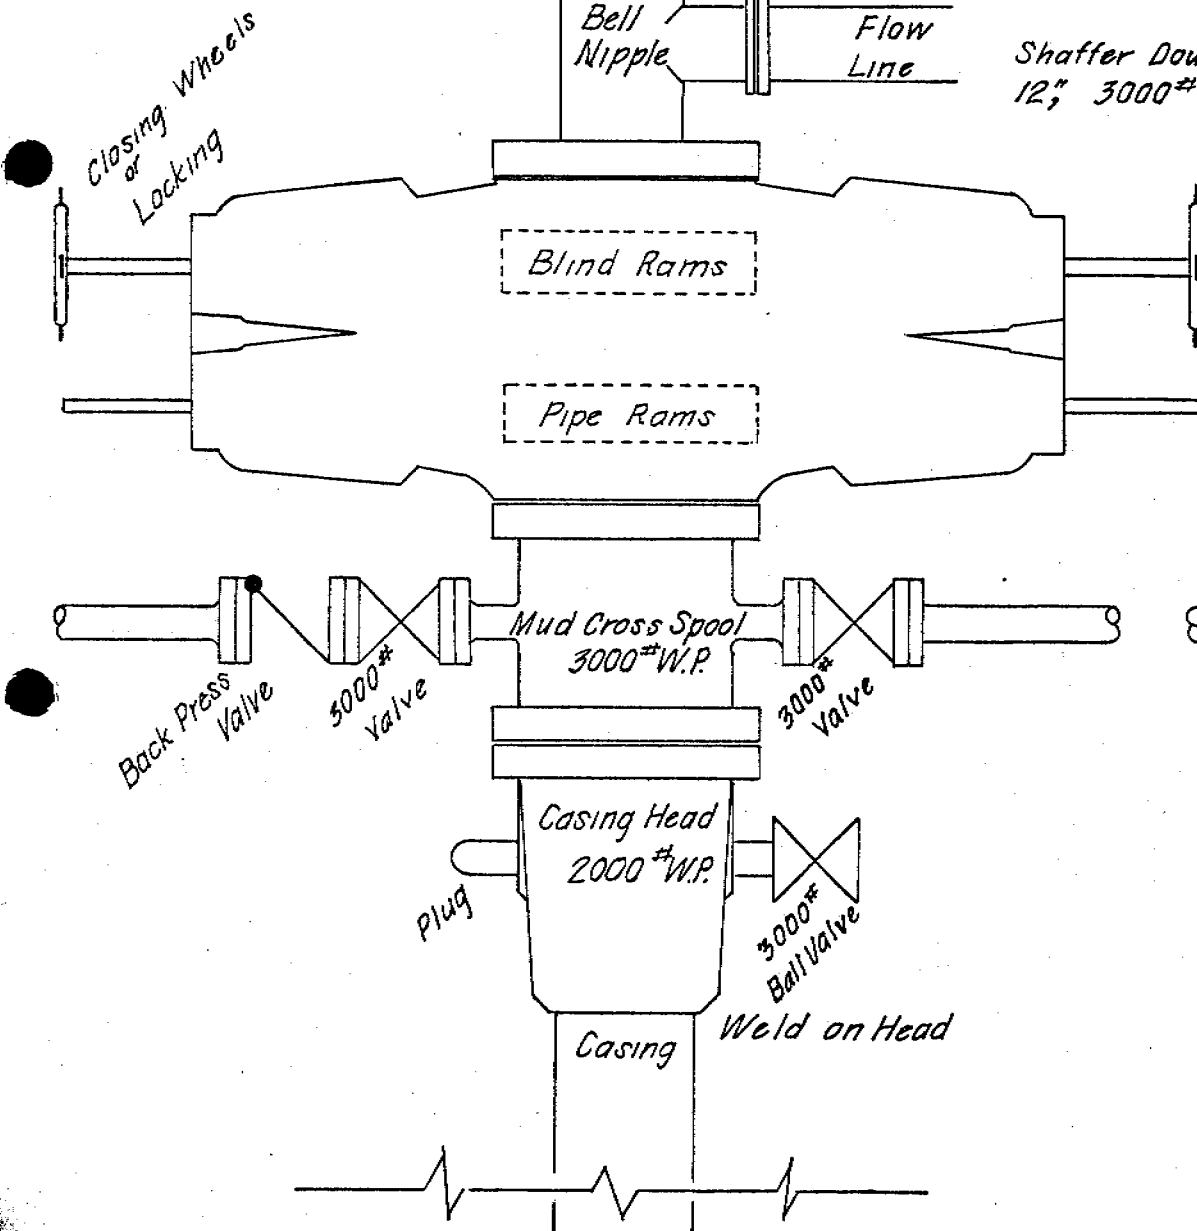 Bell
Nipple
Flow
Line
Shaffer Dou
12", 3000#
Closing Wheels
or
Locking
Blind Rams
Pipe Rams
Mud Cross Spool
3000# W.P.
Back Press
Valve
3000#
Valve
3000#
Valve
Casing Head
2000# W.P.
Plug
3000#
Ball Valve
Weld on Head
Casing